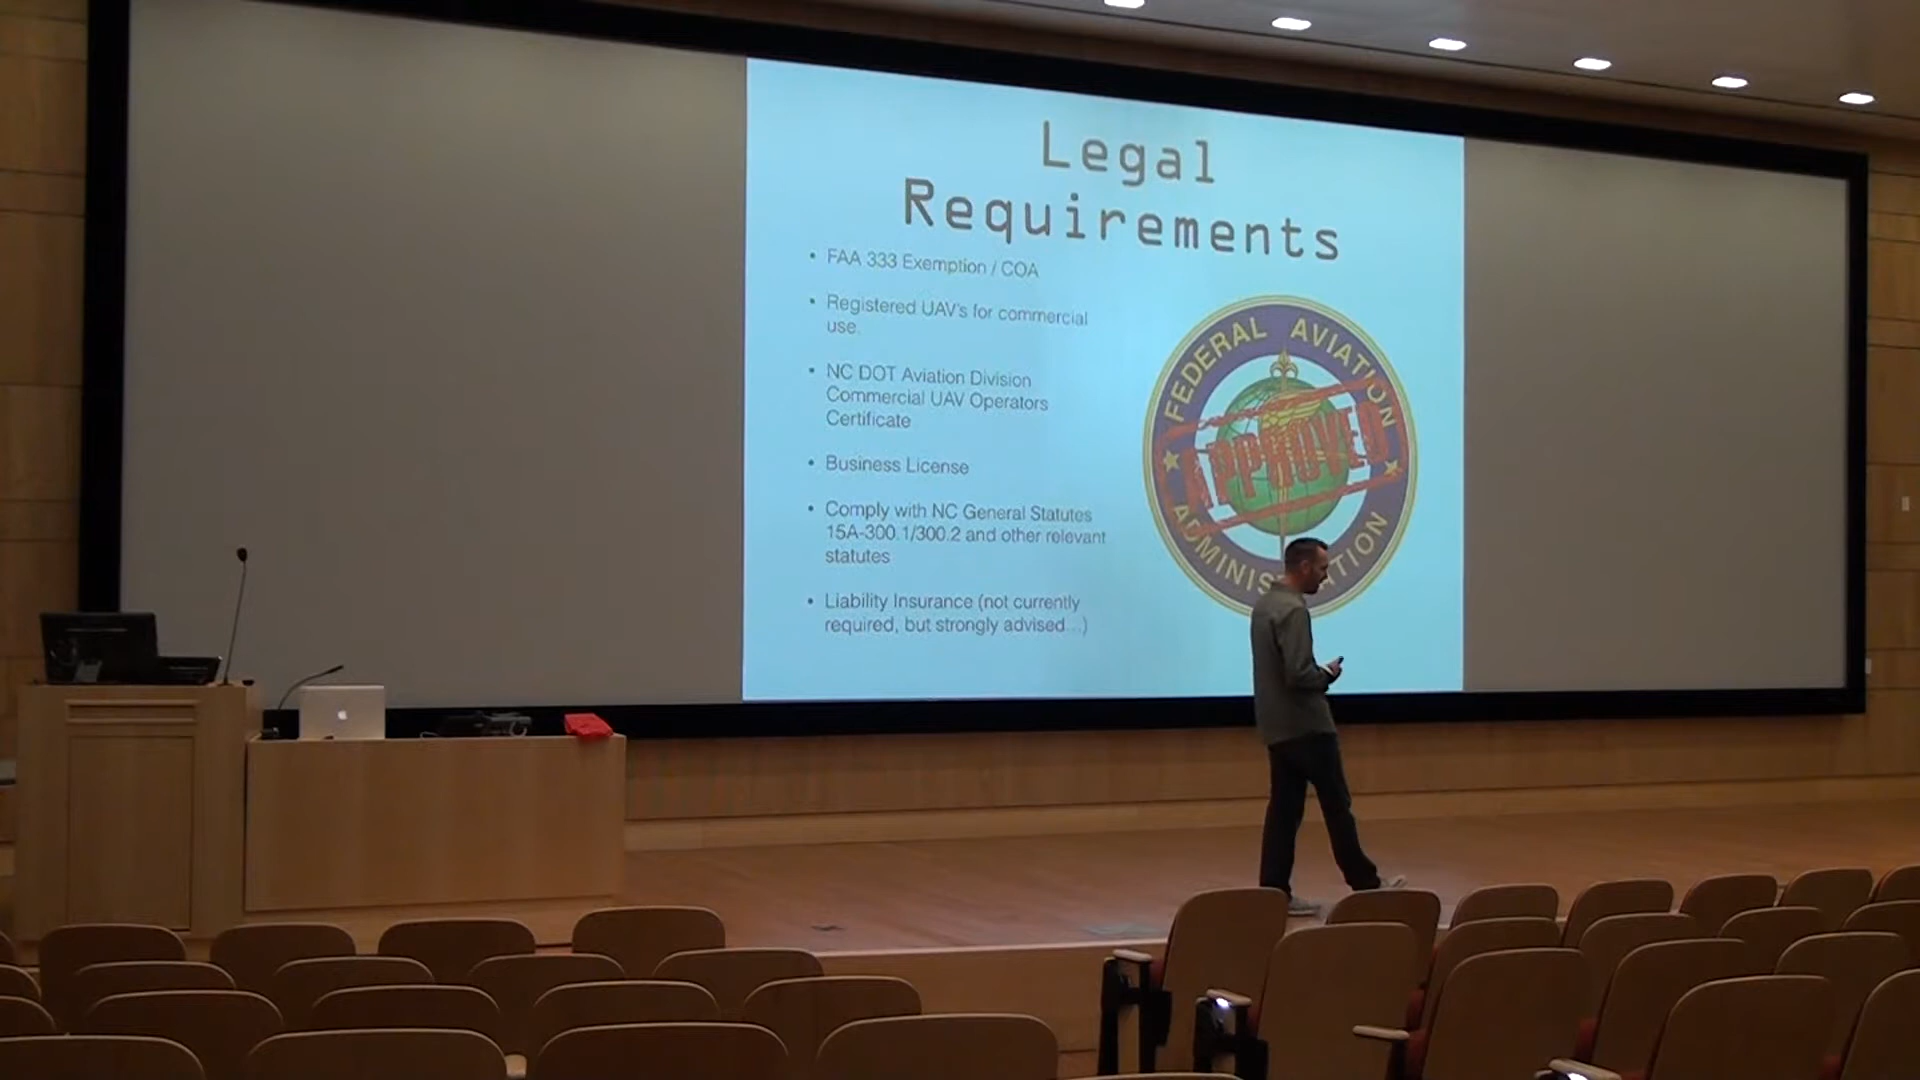 Legal
Requirements
• FAA 333 Exemption / COA
• Registered UAV's for commercial
use.
• NC DOT Aviation Division
Commercial UAV Operators
Certificate
• Business License
• Comply with NC General Statutes
15A-300.1/300.2 and other relevant
statutes
• Liability Insurance (not currently
required, but strongly advised...)
FEDERAL AVIATION
APPROVED